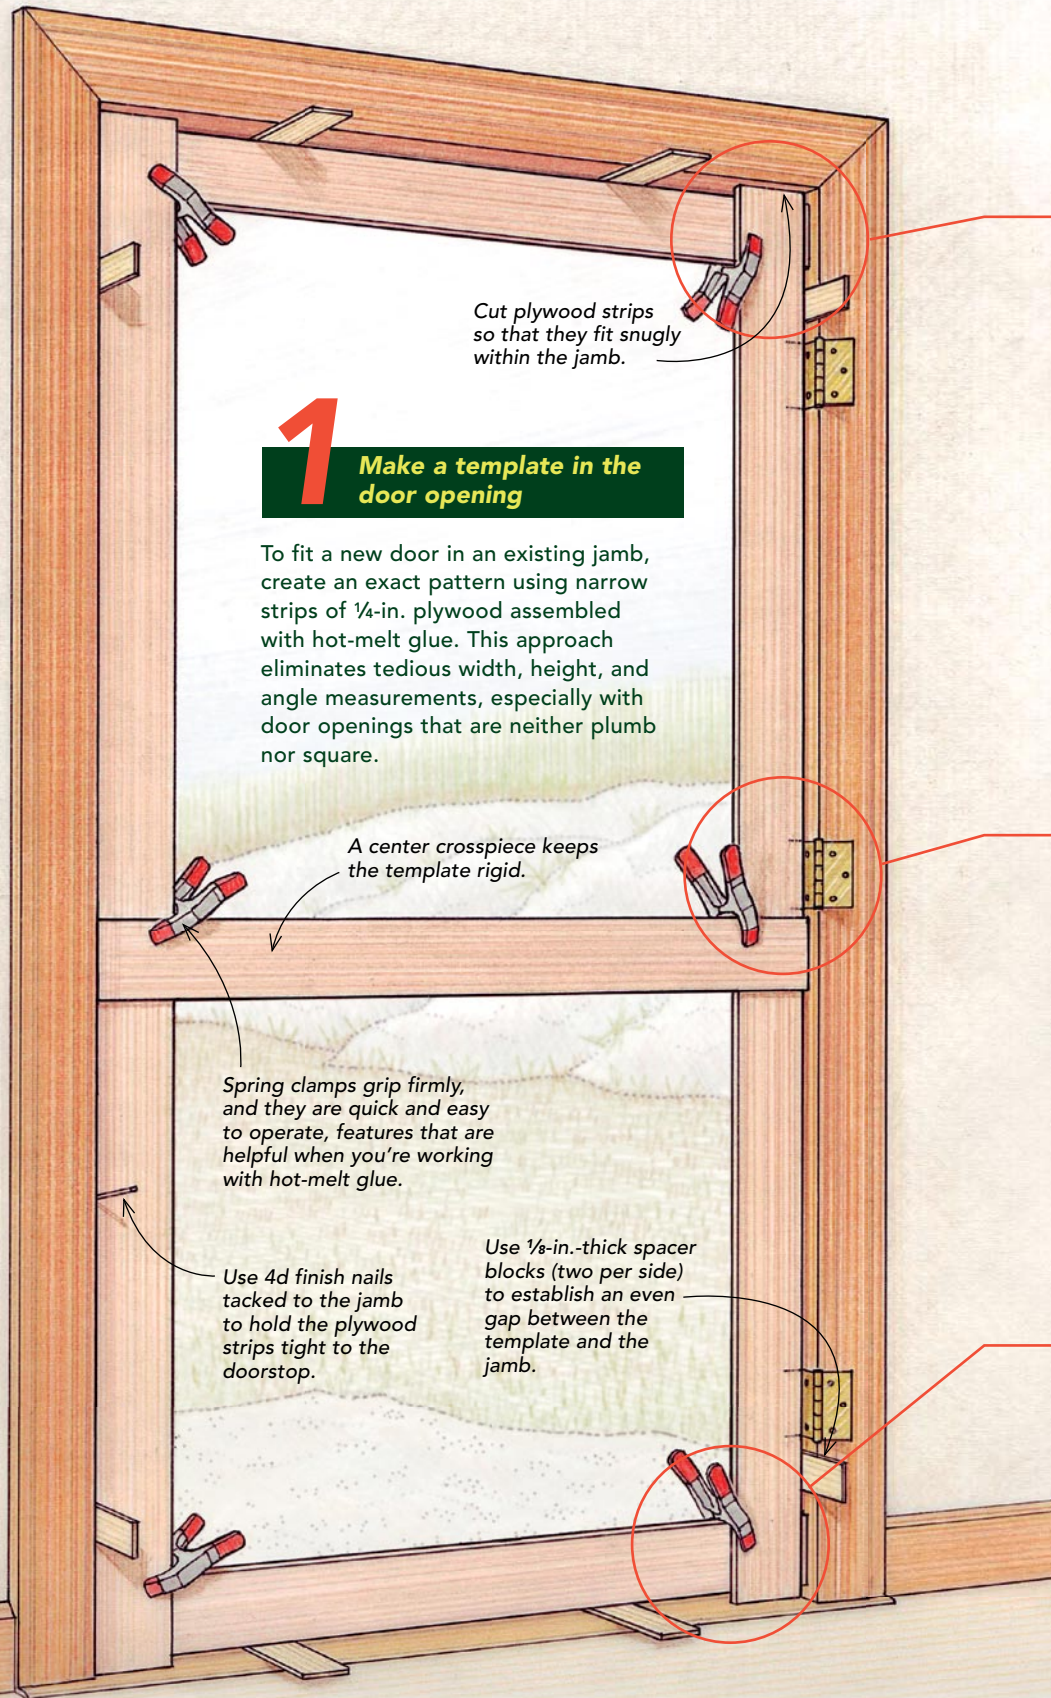 Cut plywood strips
so that they fit snugly
within the jamb.
1
Make a template in the
door opening
To fit a new door in an existing jamb,
create an exact pattern using narrow
strips of ¼-in. plywood assembled
with hot-melt glue. This approach
eliminates tedious width, height, and
angle measurements, especially with
door openings that are neither plumb
nor square.
A center crosspiece keeps
the template rigid.
Spring clamps grip firmly,
and they are quick and easy
to operate, features that are
helpful when you're working
with hot-melt glue.
Use 4d finish nails
tacked to the jamb
to hold the plywood
strips tight to the
doorstop.
Use ⅛-in.-thick spacer
blocks (two per side)
to establish an even
gap between the
template and the
jamb.